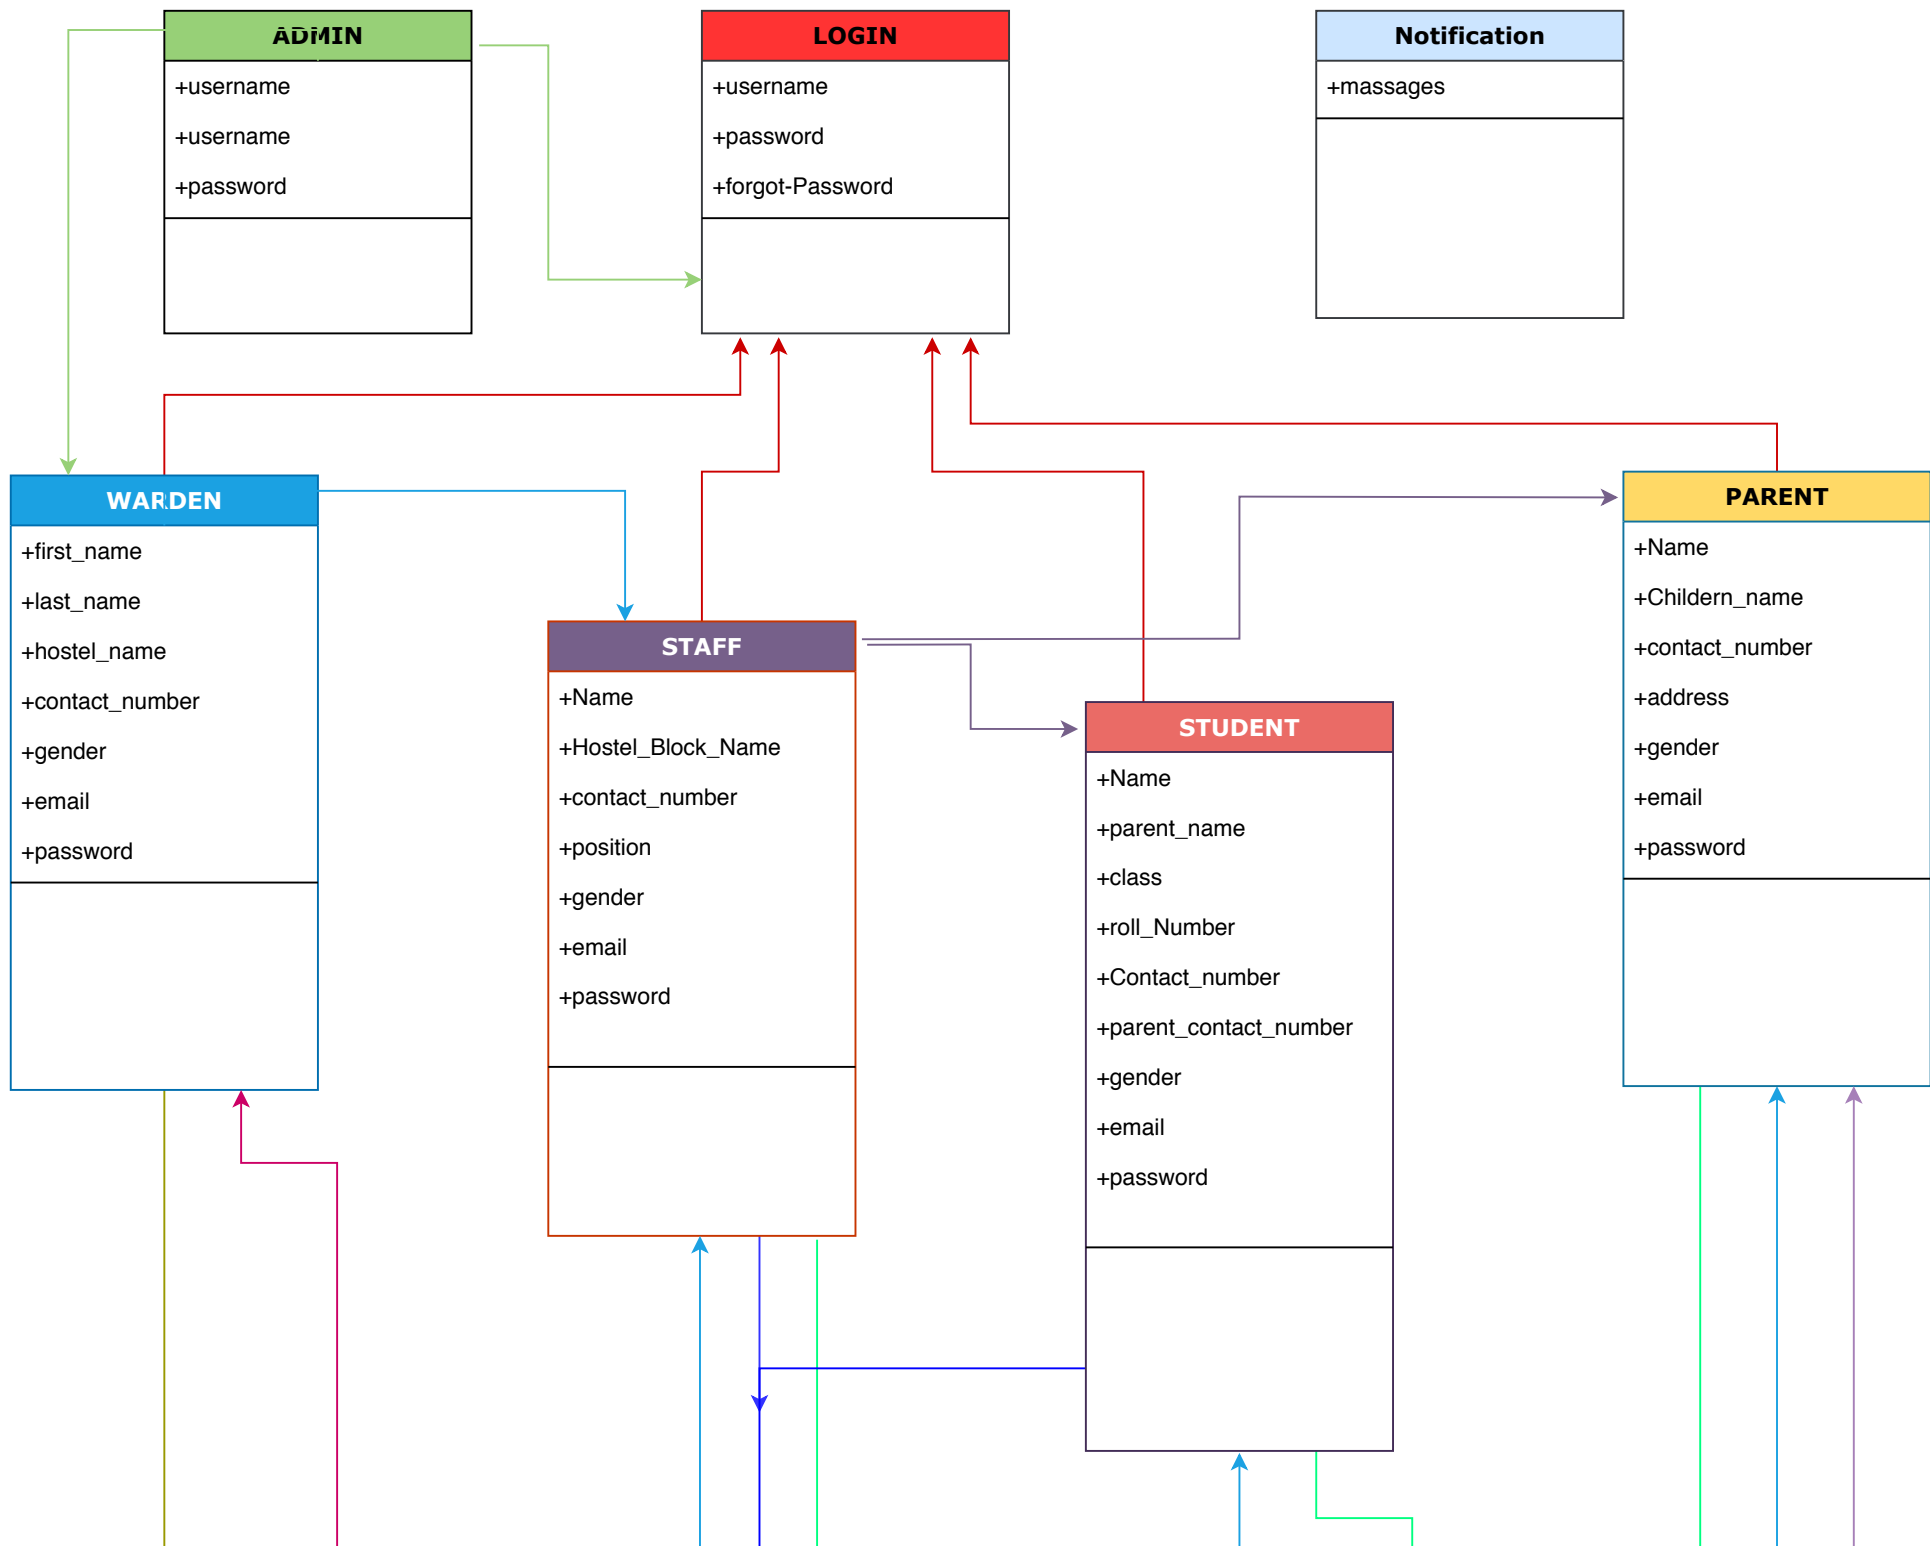 ADMIN
+username
+username
+password
LOGIN
+username
+password
+forgot-Password
Notification
+massages
WARDEN
+first_name
+last_name
+hostel_name
+contact_number
+gender
+email
+password
STAFF
+Name
+Hostel_Block_Name
+contact_number
+position
+gender
+email
+password
STUDENT
+Name
+parent_name
+class
+roll_Number
+Contact_number
+parent_contact_number
+gender
+email
+password
PARENT
+Name
+Childern_name
+contact_number
+address
+gender
+email
+password